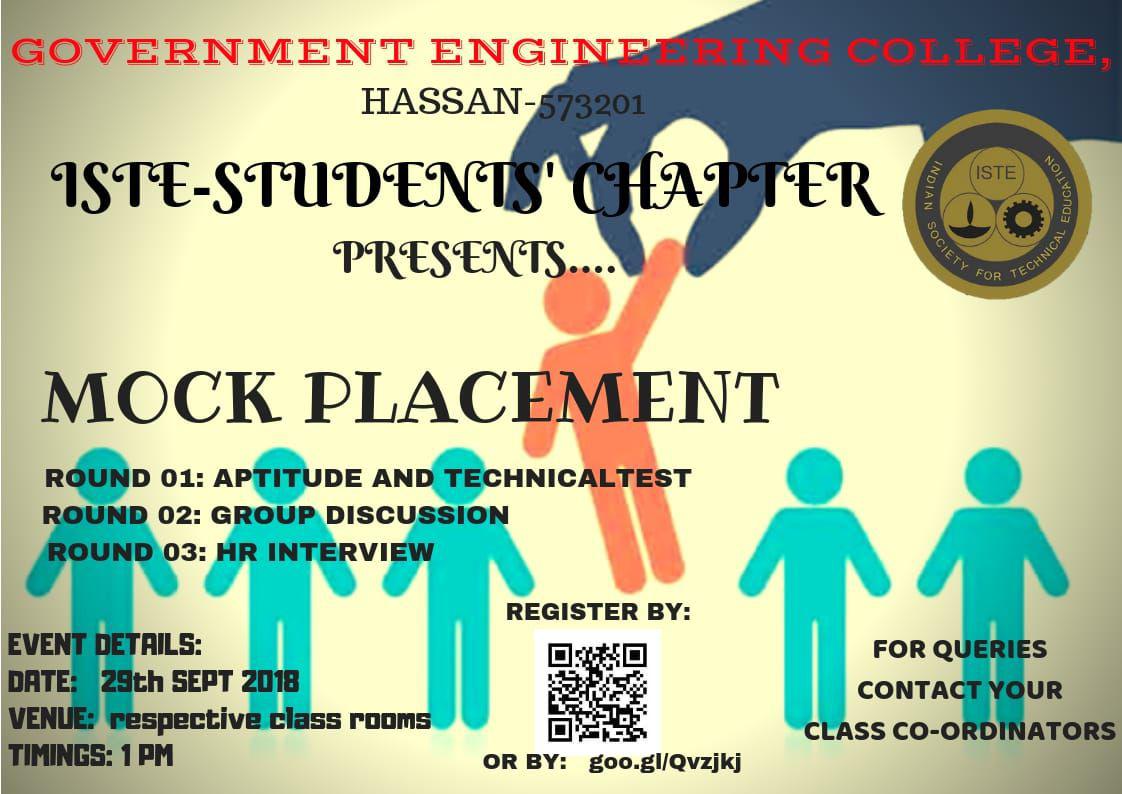 GOVERNMENT ENGINEERING COLLEGE,
HASSAN-573201
ISTE-STUDENTS' CHAPTER
PRESENTS....
ISTE
INDIAN SOCIETY FOR TECHNICAL EDUCATION
MOCK PLACEMENT
ROUND 01: APTITUDE AND TECHNICALTEST
ROUND 02: GROUP DISCUSSION
ROUND 03: HR INTERVIEW
EVENT DETAILS:
DATE: 29th SEPT 2018
VENUE: respective class rooms
TIMINGS: 1 PM
REGISTER BY:
OR BY: goo.gl/Qvzjkj
FOR QUERIES
CONTACT YOUR
CLASS CO-ORDINATORS